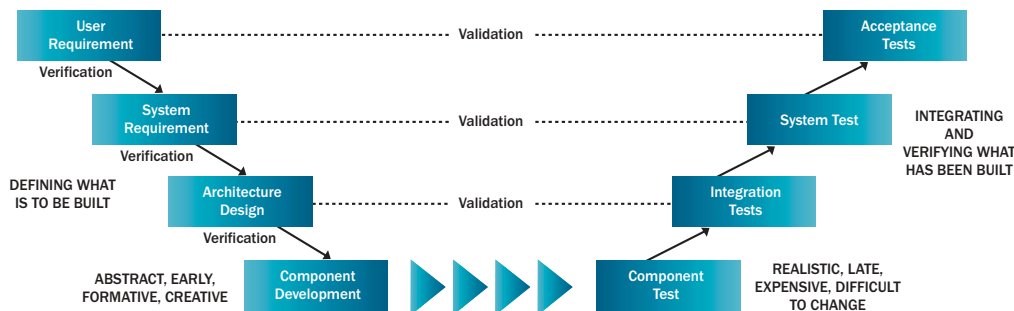 User
Requirement
Validation
Acceptance
Tests
Verification
System
Requirement
Validation
System Test
INTEGRATING
AND
VERIFYING WHAT
HAS BEEN BUILT
Verification
DEFINING WHAT
IS TO BE BUILT
Architecture
Design
Validation
Integration
Tests
Verification
ABSTRACT, EARLY,
FORMATIVE, CREATIVE
Component
Development
Component
Test
REALISTIC, LATE,
EXPENSIVE, DIFFICULT
TO CHANGE